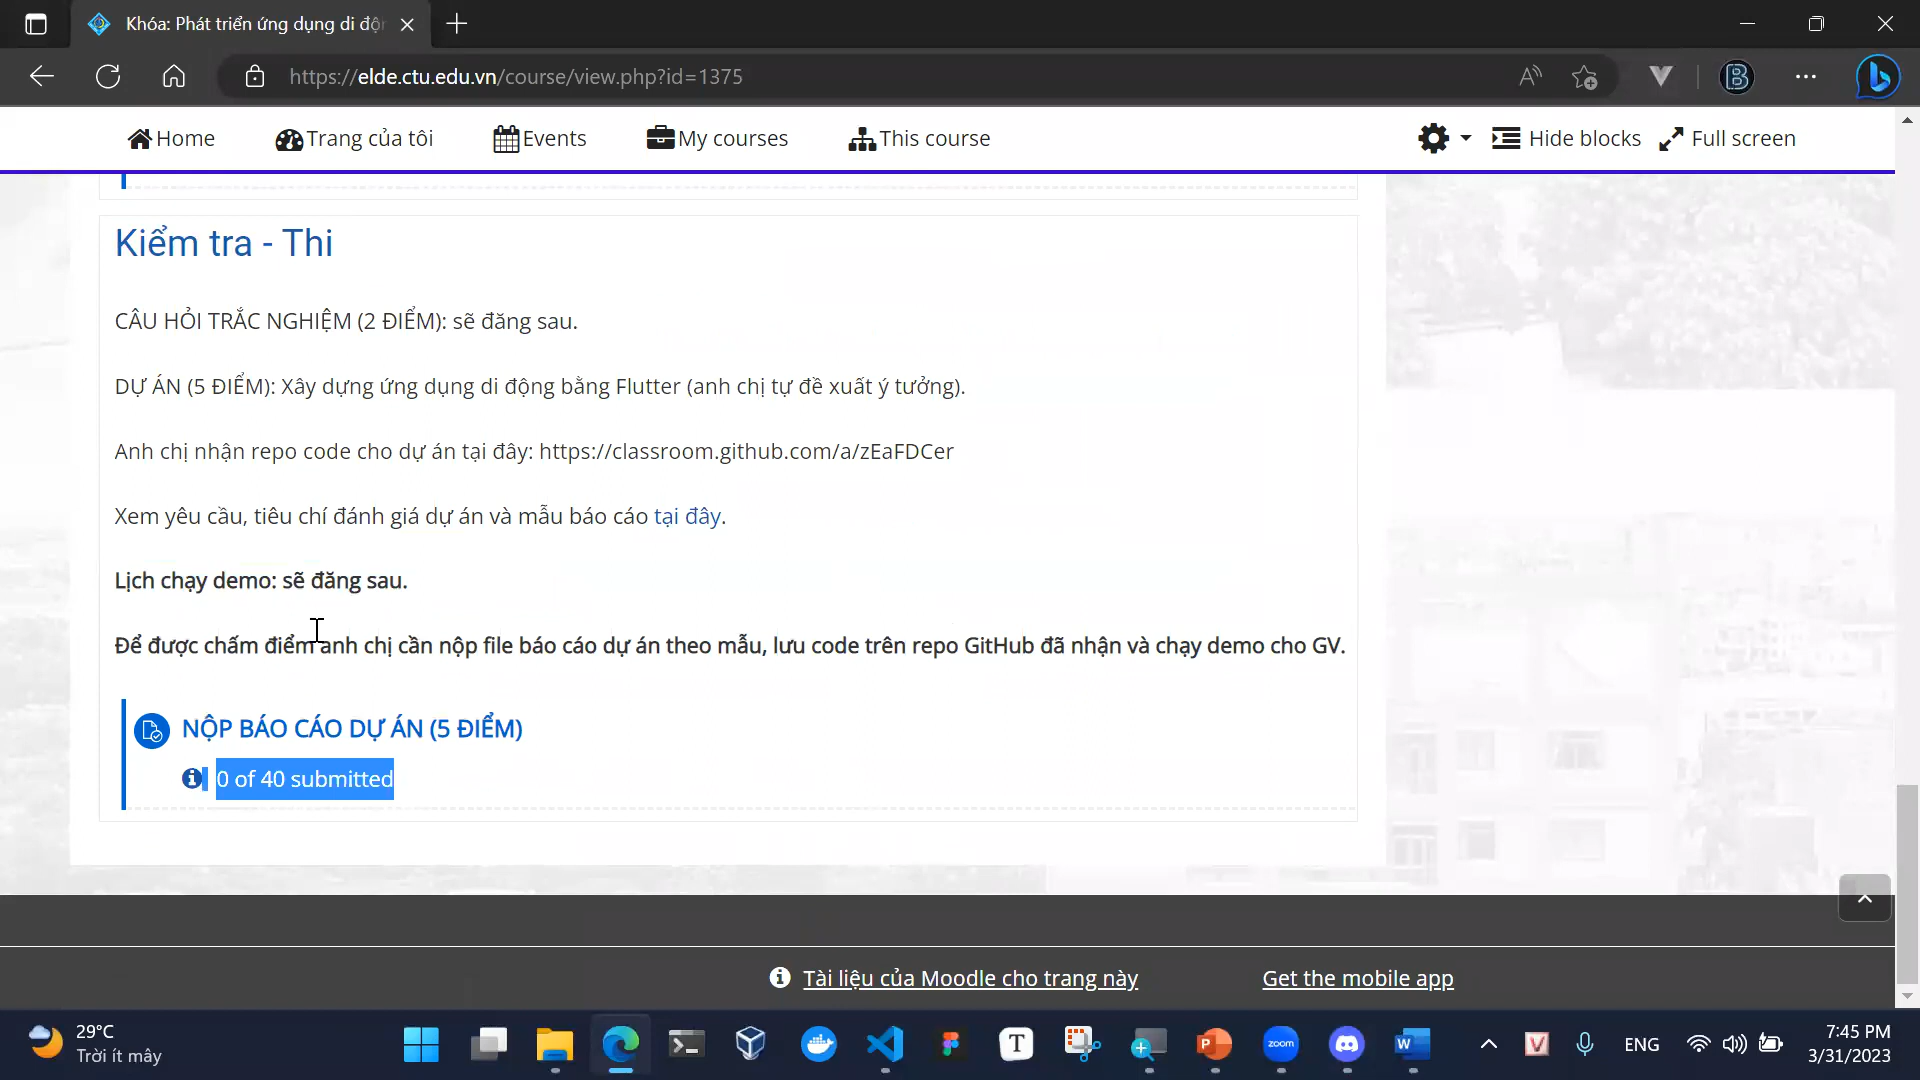 Khóa: Phát triển ứng dụng di độn
https://elde.ctu.edu.vn/course/view.php?id=1375
Home
Trang của tôi
Events
My courses
This course
Hide blocks
Full screen
Kiểm tra - Thi
CÂU HỎI TRẮC NGHIỆM (2 ĐIỂM): sẽ đăng sau.
DỰ ÁN (5 ĐIỂM): Xây dựng ứng dụng di động bằng Flutter (anh chị tự đề xuất ý tưởng).
Anh chị nhận repo code cho dự án tại đây: https://classroom.github.com/a/zEaFDCer
Xem yêu cầu, tiêu chí đánh giá dự án và mẫu báo cáo tại đây.
Lịch chạy demo: sẽ đăng sau.
Để được chấm điểm anh chị cần nộp file báo cáo dự án theo mẫu, lưu code trên repo GitHub đã nhận và chạy demo cho GV.
NỘP BÁO CÁO DỰ ÁN (5 ĐIỂM)
0 of 40 submitted
Tài liệu của Moodle cho trang này
Get the mobile app
29°C
Trời ít mây
zoom
ENG
7:45 PM
3/31/2023